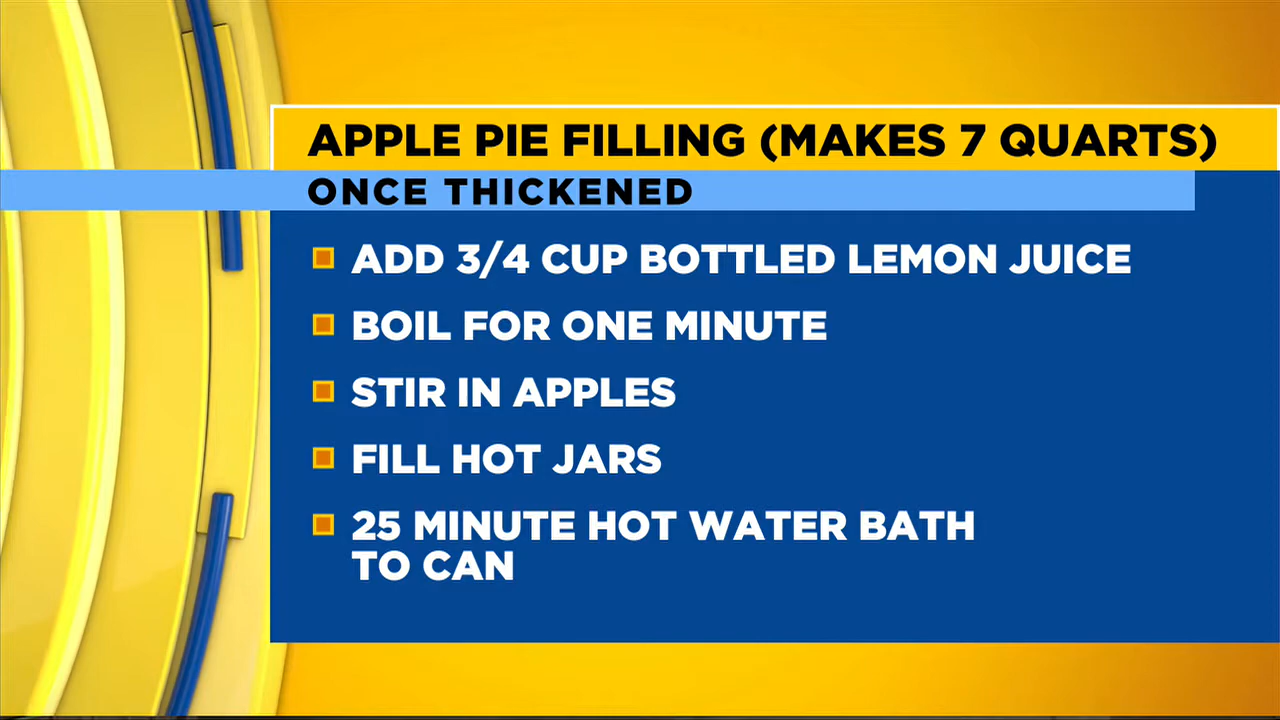 APPLE PIE FILLING (MAKES 7 QUARTS)
ONCE THICKENED
ADD 3/4 CUP BOTTLED LEMON JUICE
BOIL FOR ONE MINUTE
STIR IN APPLES
FILL HOT JARS
25 MINUTE HOT WATER BATH
TO CAN